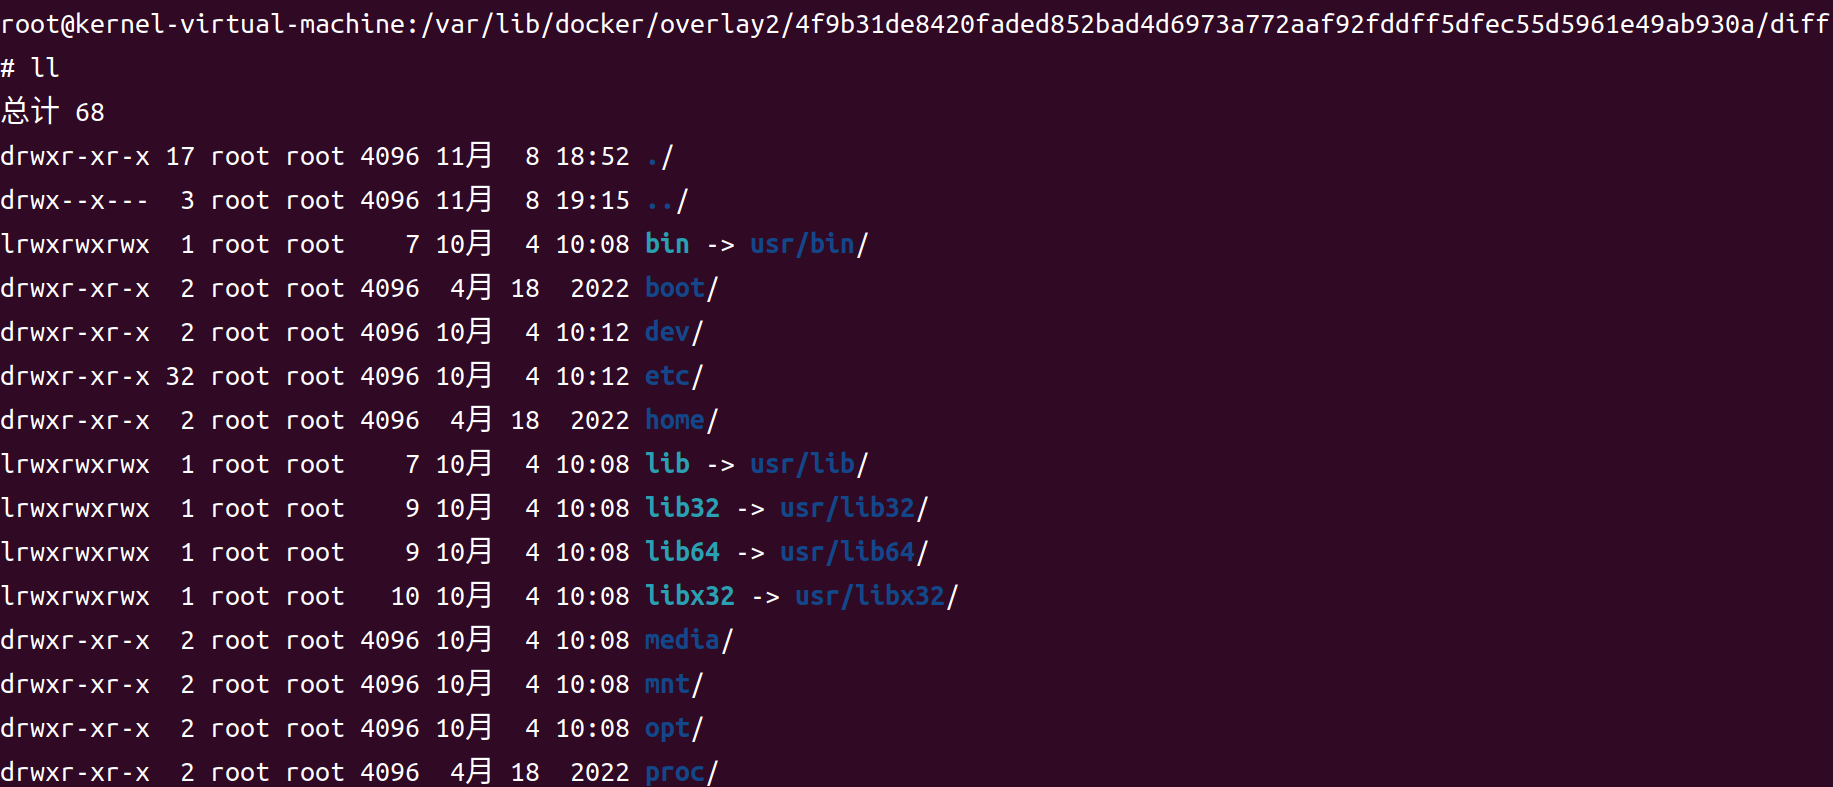 root@kernel-virtual-machine:/var/lib/docker/overlay2/4f9b31de8420faded852bad4d6973a772aaf92fddff5dfec55d5961e49ab930a/diff
# ll
总计 68
drwxr-xr-x 17 root root 4096 11月  8 18:52 ./
drwx--x---  3 root root 4096 11月  8 19:15 ../
lrwxrwxrwx  1 root root    7 10月  4 10:08 bin -> usr/bin/
drwxr-xr-x  2 root root 4096  4月 18  2022 boot/
drwxr-xr-x  2 root root 4096 10月  4 10:12 dev/
drwxr-xr-x 32 root root 4096 10月  4 10:12 etc/
drwxr-xr-x  2 root root 4096  4月 18  2022 home/
lrwxrwxrwx  1 root root    7 10月  4 10:08 lib -> usr/lib/
lrwxrwxrwx  1 root root    9 10月  4 10:08 lib32 -> usr/lib32/
lrwxrwxrwx  1 root root    9 10月  4 10:08 lib64 -> usr/lib64/
lrwxrwxrwx  1 root root   10 10月  4 10:08 libx32 -> usr/libx32/
drwxr-xr-x  2 root root 4096 10月  4 10:08 media/
drwxr-xr-x  2 root root 4096 10月  4 10:08 mnt/
drwxr-xr-x  2 root root 4096 10月  4 10:08 opt/
drwxr-xr-x  2 root root 4096  4月 18  2022 proc/